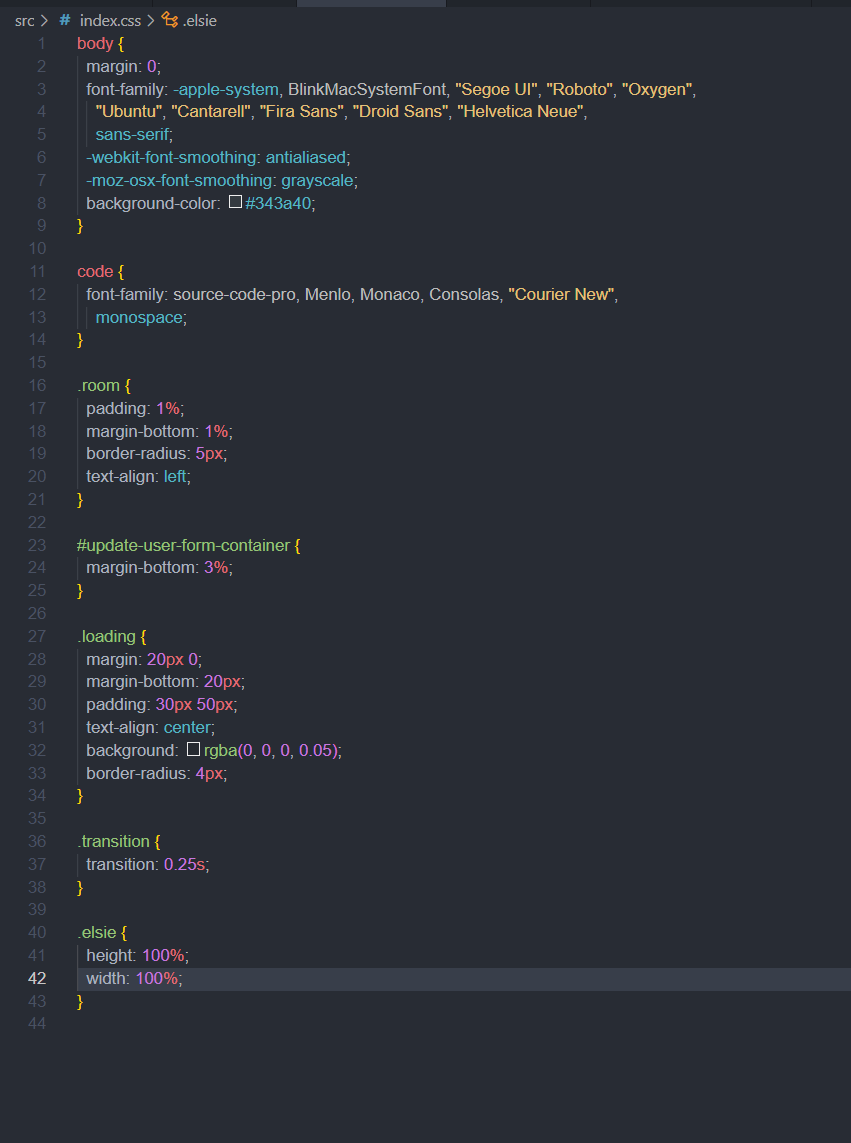 src > # index.css > .elsie
1 body {
2 margin: 0;
3 font-family: -apple-system, BlinkMacSystemFont, "Segoe UI", "Roboto", "Oxygen",
4 "Ubuntu", "Cantarell", "Fira Sans", "Droid Sans", "Helvetica Neue",
5 sans-serif;
6 -webkit-font-smoothing: antialiased;
7 -moz-osx-font-smoothing: grayscale;
8 background-color: #343a40;
9 }
10
11 code {
12 font-family: source-code-pro, Menlo, Monaco, Consolas, "Courier New",
13 monospace;
14 }
15
16 .room {
17 padding: 1%;
18 margin-bottom: 1%;
19 border-radius: 5px;
20 text-align: left;
21 }
22
23 #update-user-form-container {
24 margin-bottom: 3%;
25 }
26
27 .loading {
28 margin: 20px 0;
29 margin-bottom: 20px;
30 padding: 30px 50px;
31 text-align: center;
32 background: rgba(0, 0, 0, 0.05);
33 border-radius: 4px;
34 }
35
36 .transition {
37 transition: 0.25s;
38 }
39
40 .elsie {
41 height: 100%;
42 width: 100%;
43 }
44